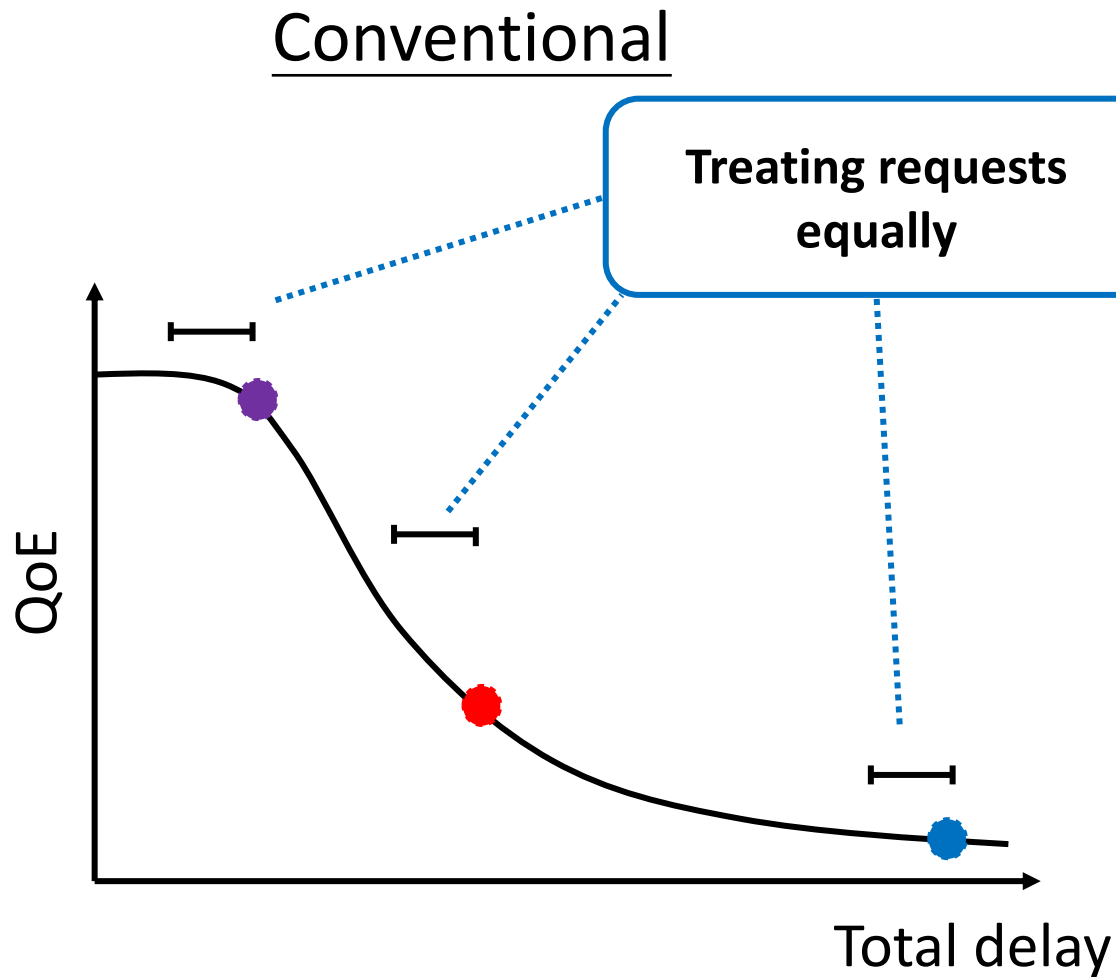 Conventional
Treating requests
equally
QoE
Total delay